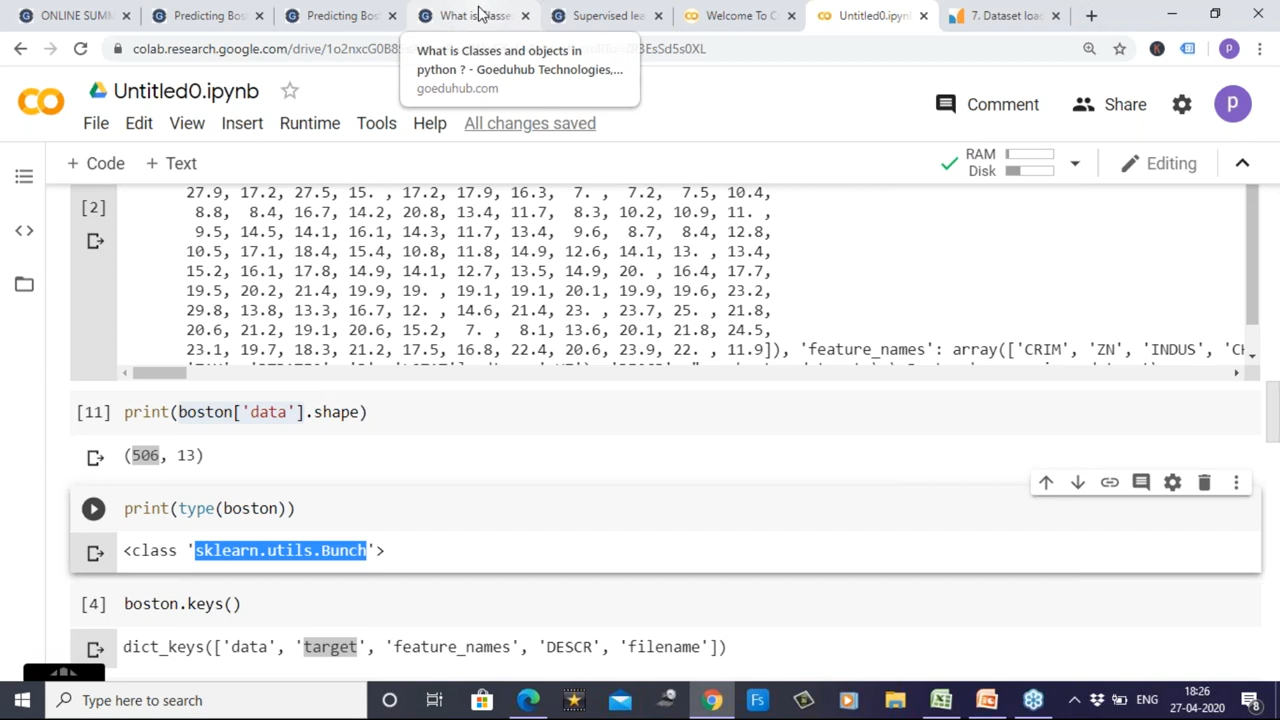 ONLINE SUMM
Predicting Bos
Predicting Bost
What is Classes
Supervised lea
Welcome To C
Untitled0.ipynb
7. Dataset loa
colab.research.google.com/drive/1o2nxcG0B8
EsSd5s0XL
What is Classes and objects in
python ? - Goeduhub Technologies,...
goeduhub.com
CO
Untitled0.ipynb
Comment
Share
p
File Edit View Insert Runtime Tools Help All changes saved
+ Code + Text
RAM
Disk
Editing
[2]
27.9, 17.2, 27.5, 15. , 17.2, 17.9, 16.3, 7. , 7.2, 7.5, 10.4,
8.8, 8.4, 16.7, 14.2, 20.8, 13.4, 11.7, 8.3, 10.2, 10.9, 11. ,
9.5, 14.5, 14.1, 16.1, 14.3, 11.7, 13.4, 9.6, 8.7, 8.4, 12.8,
10.5, 17.1, 18.4, 15.4, 10.8, 11.8, 14.9, 12.6, 14.1, 13. , 13.4,
15.2, 16.1, 17.8, 14.9, 14.1, 12.7, 13.5, 14.9, 20. , 16.4, 17.7,
19.5, 20.2, 21.4, 19.9, 19. , 19.1, 19.1, 20.1, 19.9, 19.6, 23.2,
29.8, 13.8, 13.3, 16.7, 12. , 14.6, 21.4, 23. , 23.7, 25. , 21.8,
20.6, 21.2, 19.1, 20.6, 15.2, 7. , 8.1, 13.6, 20.1, 21.8, 24.5,
23.1, 19.7, 18.3, 21.2, 17.5, 16.8, 22.4, 20.6, 23.9, 22. , 11.9]), 'feature_names': array(['CRIM', 'ZN', 'INDUS', 'CH
[11] print(boston['data'].shape)
(506, 13)
print(type(boston))
<class 'sklearn.utils.Bunch'>
[4] boston.keys()
dict_keys(['data', 'target', 'feature_names', 'DESCR', 'filename'])
Type here to search
Fs
ENG
18:26
27-04-2020
8